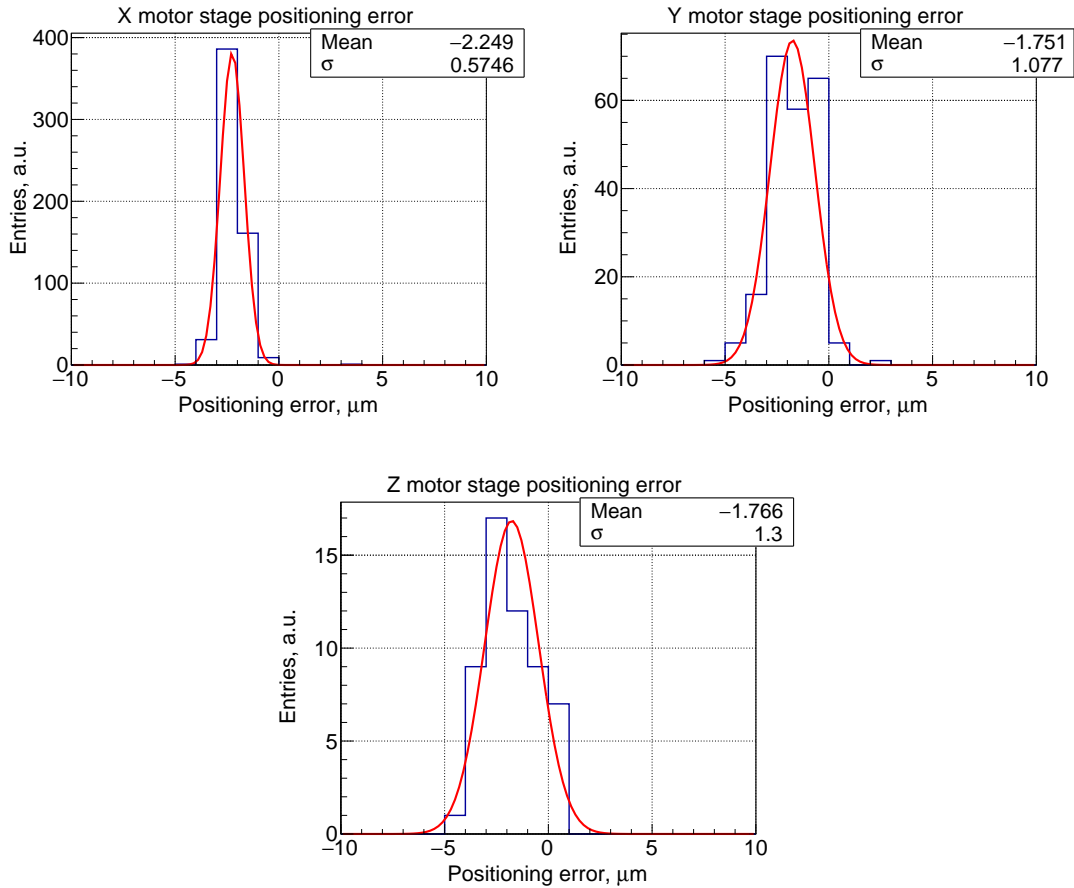 X motor stage positioning error
Mean −2.249
σ 0.5746
400
300
200
100
0
Entries, a.u.
−10 −5 0 5 10
Positioning error, μm
Y motor stage positioning error
Mean −1.751
σ 1.077
60
40
20
0
Entries, a.u.
−10 −5 0 5 10
Positioning error, μm
Z motor stage positioning error
Mean −1.766
σ 1.3
15
10
5
0
Entries, a.u.
−10 −5 0 5 10
Positioning error, μm